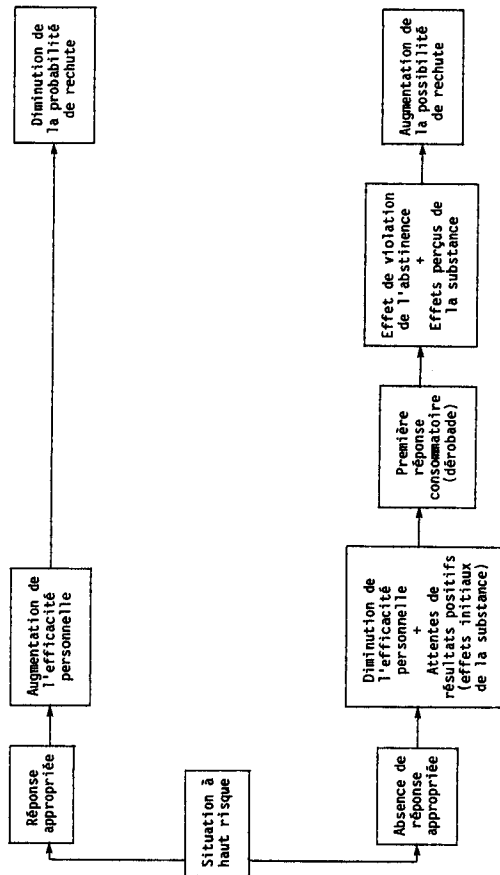 Situation à
haut risque
Réponse
appropriée
Augmentation de
l'efficacité
personnelle
Diminution de
la probabilité
de rechute
Absence de
réponse
appropriée
Diminution de
l'efficacité
personnelle
+
Attentes de
résultats positifs
(effets initiaux
de la substance)
Première
réponse
consommatoire
(dérobade)
Effet de violation
de l'abstinence
+
Effets perçus de
la substance
Augmentation de
la possibilité
de rechute